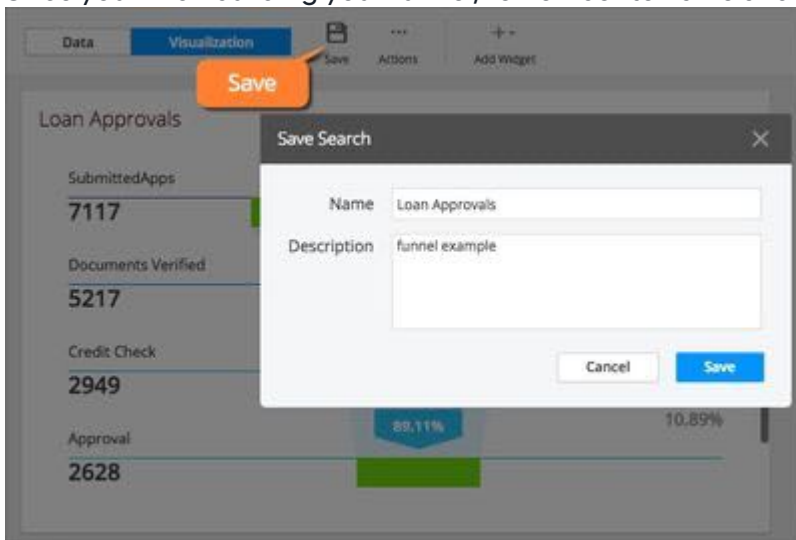 Data Visualization Save Actions Add Widget
Save
Loan Approvals
Save Search
SubmittedApps
7117
Name Loan Approvals
Description funnel example
Documents Verified
5217
Credit Check
Cancel Save
2949
89.11% 10.89%
Approval
2628